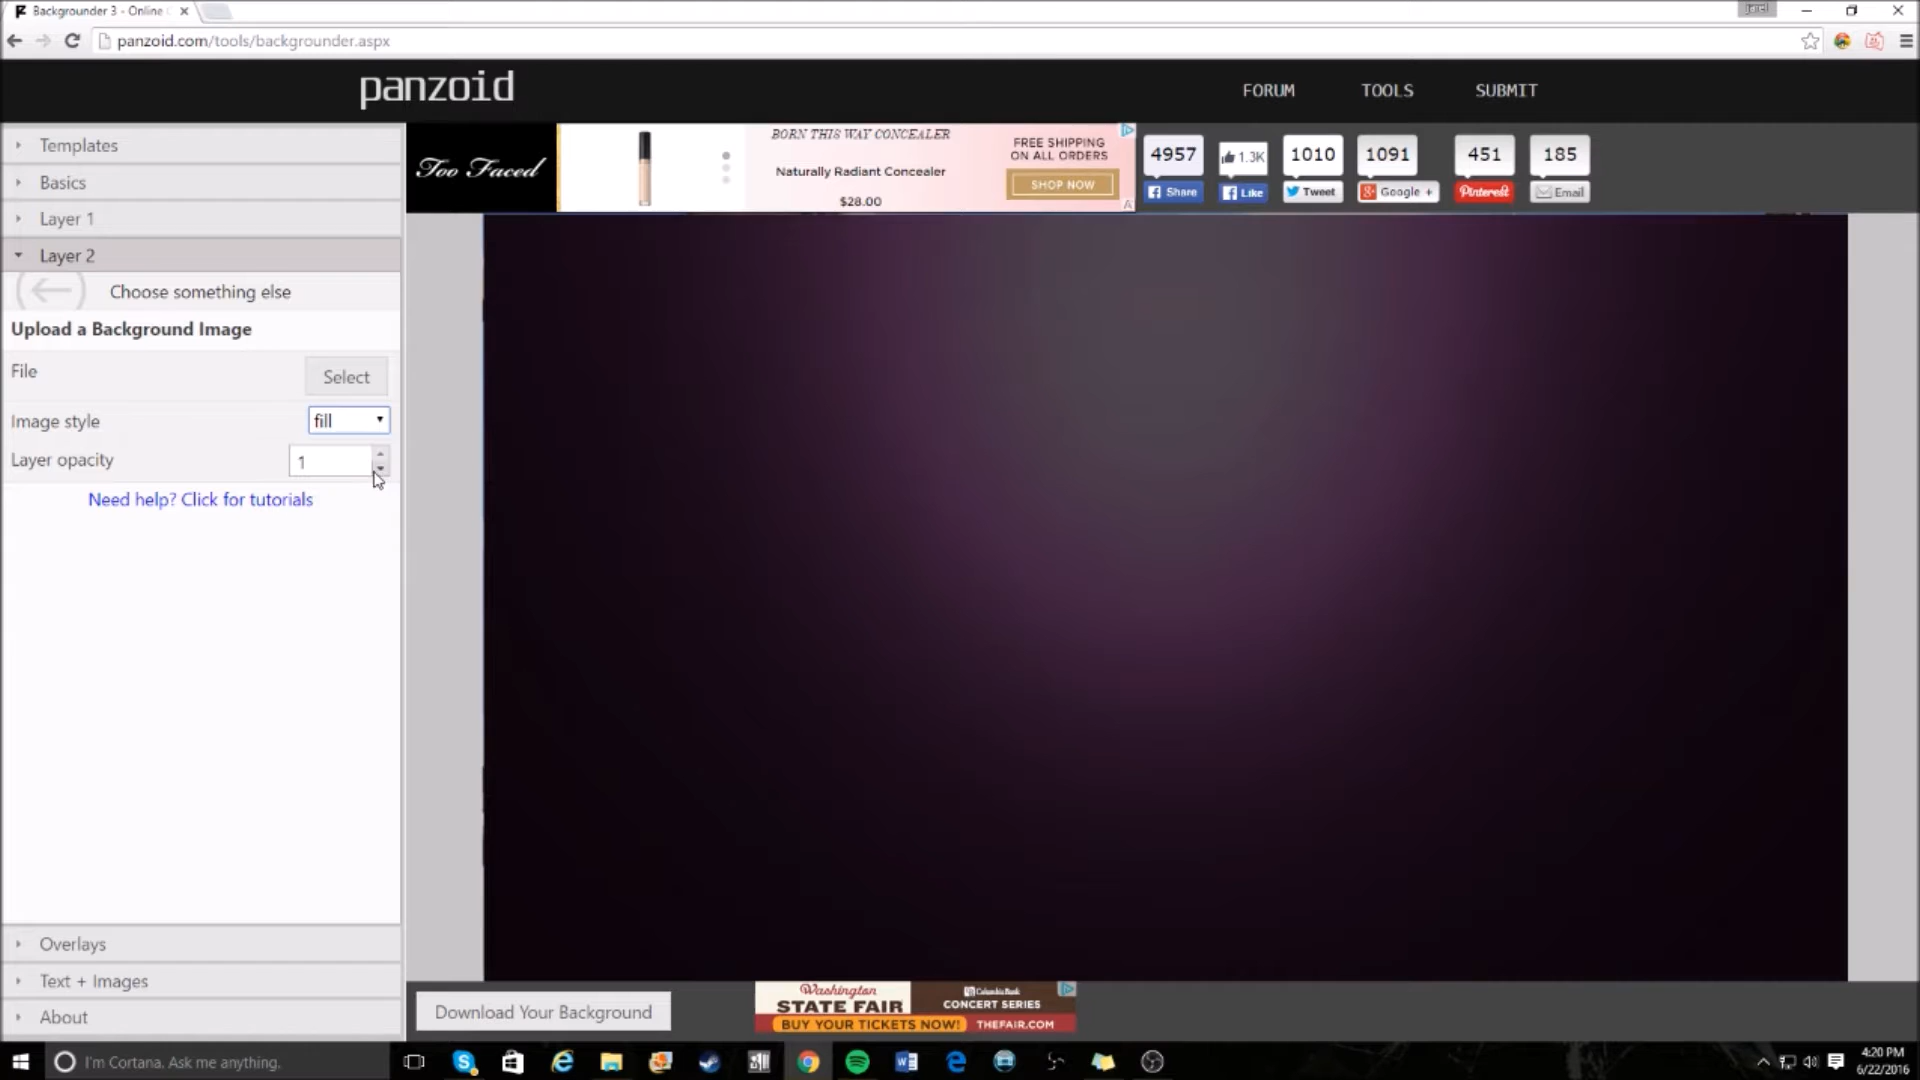 Backgrounder 3 - Online
panzoid.com/tools/backgrounder.aspx
panzoid
FORUM
TOOLS
SUBMIT
Templates
Basics
Layer 1
Layer 2
Choose something else
Upload a Background Image
File
Select
Image style
fill
Layer opacity
1
Need help? Click for tutorials
Overlays
Text + Images
About
Too Faced
BORN THIS WAY CONCEALER
Naturally Radiant Concealer
$28.00
FREE SHIPPING
ON ALL ORDERS
SHOP NOW
4957
Share
1.3K
Like
1010
Tweet
1091
Google +
451
Pinterest
185
Email
Download Your Background
Washington
STATE FAIR
Columbia Bank
CONCERT SERIES
BUY YOUR TICKETS NOW!
THEFAIR.COM
I'm Cortana. Ask me anything.
4:20 PM
6/22/2016